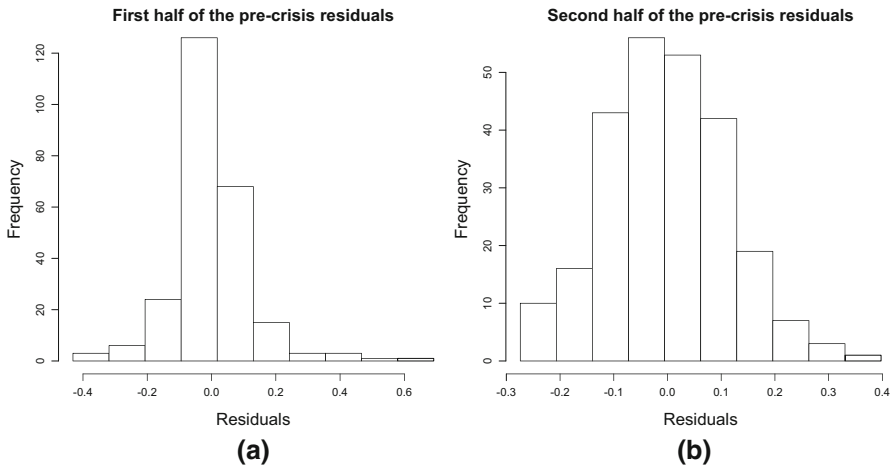 First half of the pre-crisis residuals
Frequency
120
100
80
60
40
20
0
-0.4 -0.2 0.0 0.2 0.4 0.6
Residuals
(a)
Second half of the pre-crisis residuals
Frequency
50
40
30
20
10
0
-0.3 -0.2 -0.1 0.0 0.1 0.2 0.3 0.4
Residuals
(b)